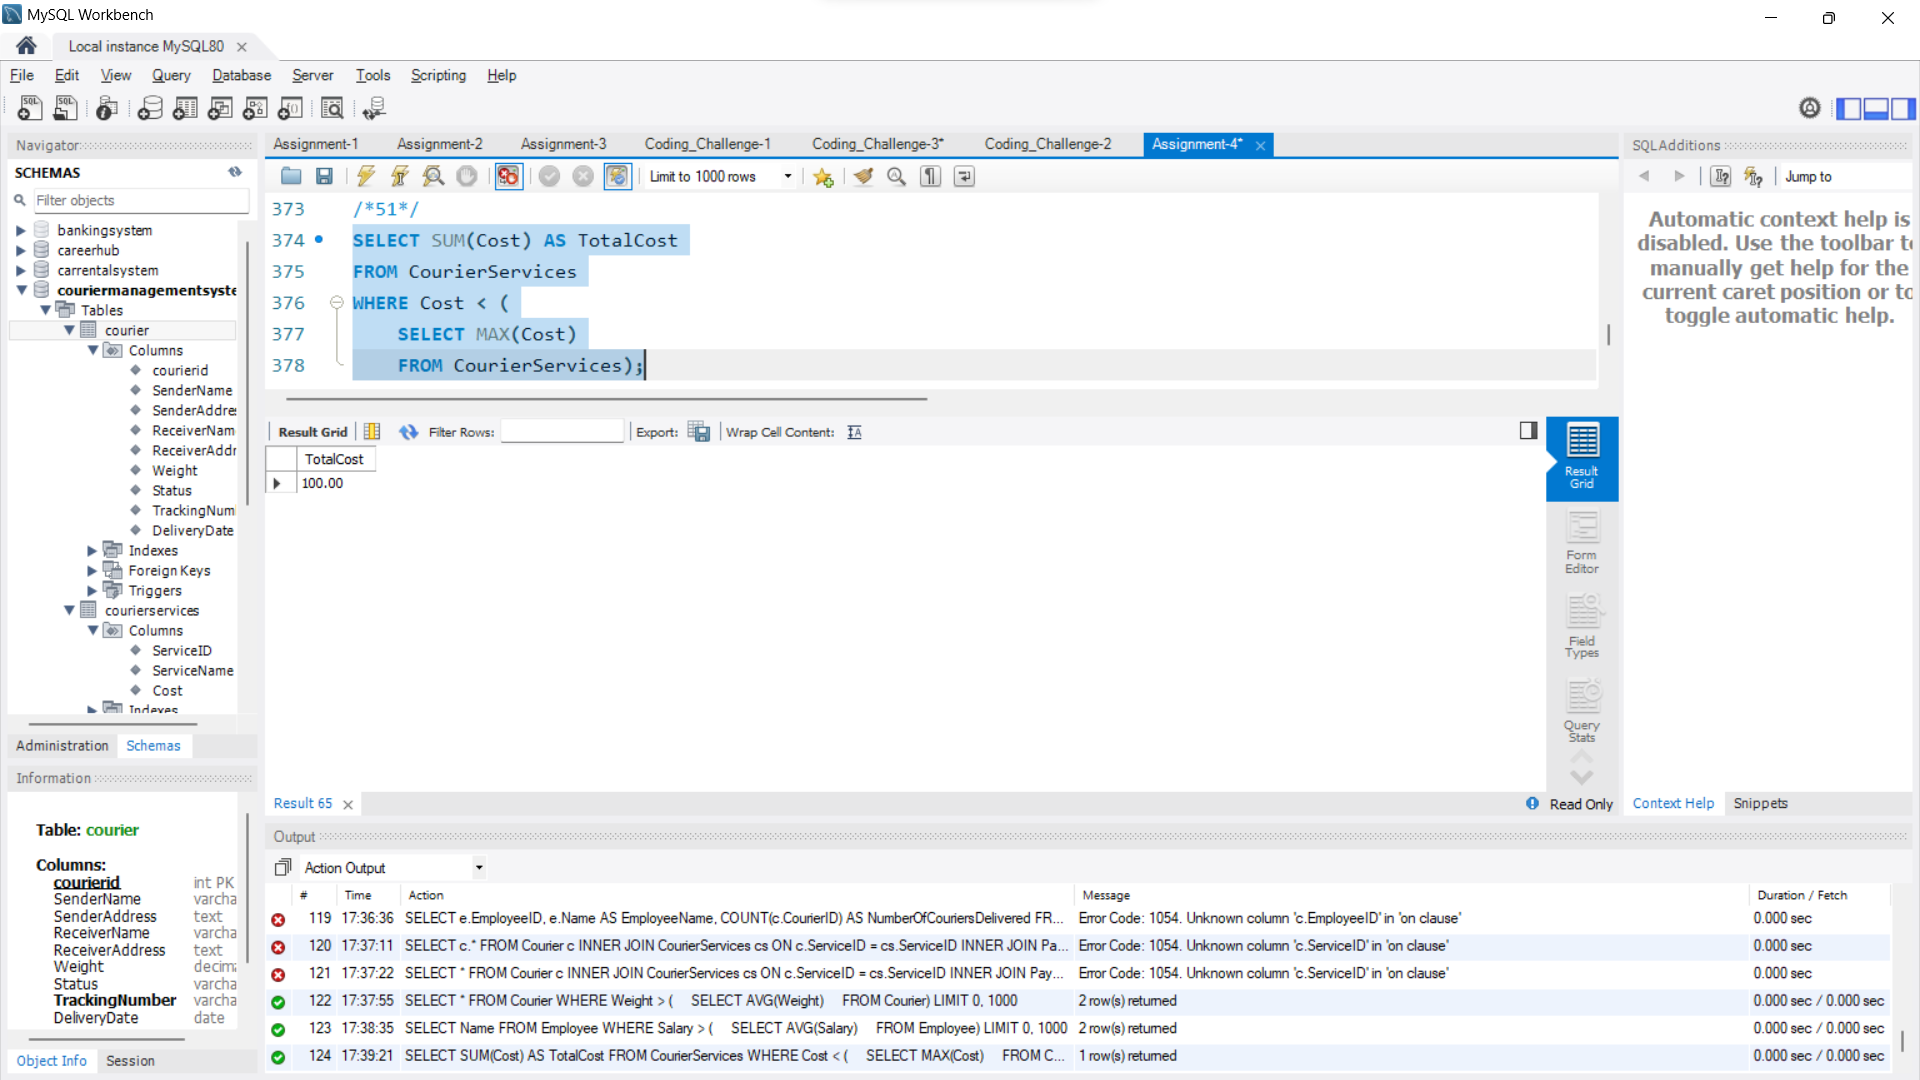 MySQL Workbench
Local instance MySQL80
File Edit View Query Database Server Tools Scripting Help
Navigator
SCHEMAS
Filter objects
bankingsystem
careerhub
carrentalsystem
couriermanagementsyste
Tables
courier
Columns
courierid
SenderName
SenderAddres
ReceiverNam
ReceiverAddr
Weight
Status
TrackingNum
DeliveryDate
Indexes
Foreign Keys
Triggers
courierservices
Columns
ServiceID
ServiceName
Cost
Indexes
Administration Schemas
Information
Table: courier
Columns:
courierid int PK
SenderName varcha
SenderAddress text
ReceiverName varcha
ReceiverAddress text
Weight decima
Status varcha
TrackingNumber varcha
DeliveryDate date
Object Info Session
Assignment-1 Assignment-2 Assignment-3 Coding_Challenge-1 Coding_Challenge-3* Coding_Challenge-2 Assignment-4*
Limit to 1000 rows
373 /*51*/
374 SELECT SUM(Cost) AS TotalCost
375 FROM CourierServices
376 WHERE Cost < (
377 SELECT MAX(Cost)
378 FROM CourierServices);
Result Grid Filter Rows: Export: Wrap Cell Content:
TotalCost
100.00
Result Grid
Form Editor
Field Types
Query Stats
Result 65
Read Only
SQLAdditions
Jump to
Automatic context help is
disabled. Use the toolbar to
manually get help for the
current caret position or to
toggle automatic help.
Context Help Snippets
Output
Action Output
# Time Action Message Duration / Fetch
119 17:36:36 SELECT e.EmployeeID, e.Name AS EmployeeName, COUNT(c.CourierID) AS NumberOfCouriersDelivered FR... Error Code: 1054. Unknown column 'c.EmployeeID' in 'on clause' 0.000 sec
120 17:37:11 SELECT c.* FROM Courier c INNER JOIN CourierServices cs ON c.ServiceID = cs.ServiceID INNER JOIN Pa... Error Code: 1054. Unknown column 'c.ServiceID' in 'on clause' 0.000 sec
121 17:37:22 SELECT * FROM Courier c INNER JOIN CourierServices cs ON c.ServiceID = cs.ServiceID INNER JOIN Pay... Error Code: 1054. Unknown column 'c.ServiceID' in 'on clause' 0.000 sec
122 17:37:55 SELECT * FROM Courier WHERE Weight > ( SELECT AVG(Weight) FROM Courier) LIMIT 0, 1000 2 row(s) returned 0.000 sec / 0.000 sec
123 17:38:35 SELECT Name FROM Employee WHERE Salary > ( SELECT AVG(Salary) FROM Employee) LIMIT 0, 1000 2 row(s) returned 0.000 sec / 0.000 sec
124 17:39:21 SELECT SUM(Cost) AS TotalCost FROM CourierServices WHERE Cost < ( SELECT MAX(Cost) FROM C... 1 row(s) returned 0.000 sec / 0.000 sec